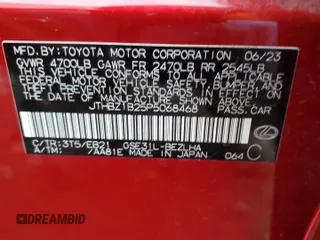 MFD.BY:TOYOTA MOTOR CORPORATION 06/23
GVWR 4700LB GAWR FR 2470LB RR 2545LB
THIS VEHICLE CONFORMS TO ALL APPLICABLE
FEDERAL MOTOR VEHICLE SAFETY, BUMPER, AND
THEFT PREVENTION STANDARDS IN EFFECT ON
THE DATE OF MANUFACTURE SHOWN ABOVE.
JTHBZ1B25P5068468 PASS.CAR
C/TR:3T5/EB21 GSE31L-BEZLHA
A/TM: /AA81E MADE IN JAPAN 064 C